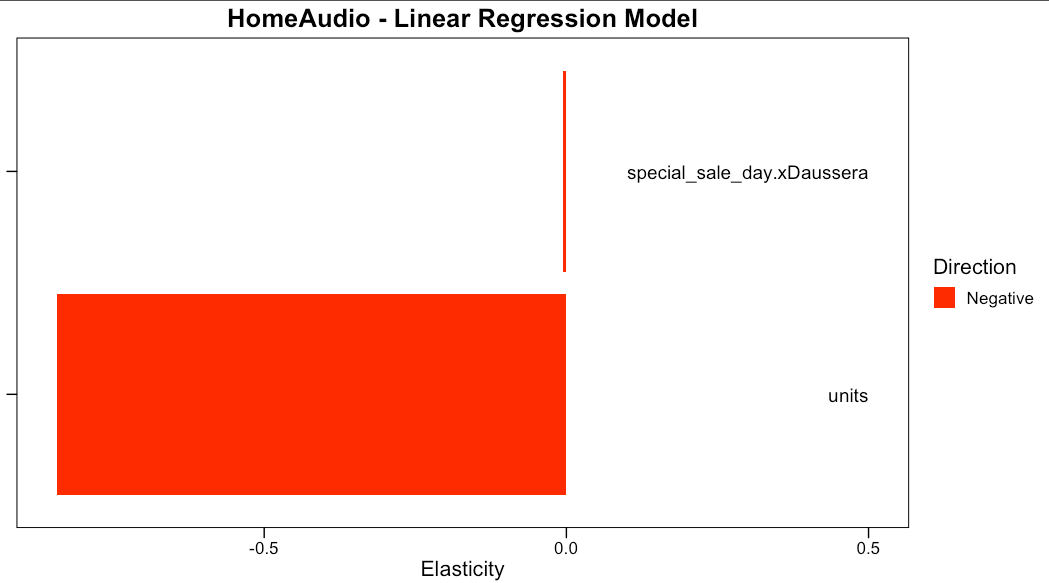 HomeAudio - Linear Regression Model
special_sale_day.xDaussera
Direction
Negative
units
-0.5
0.0
0.5
Elasticity